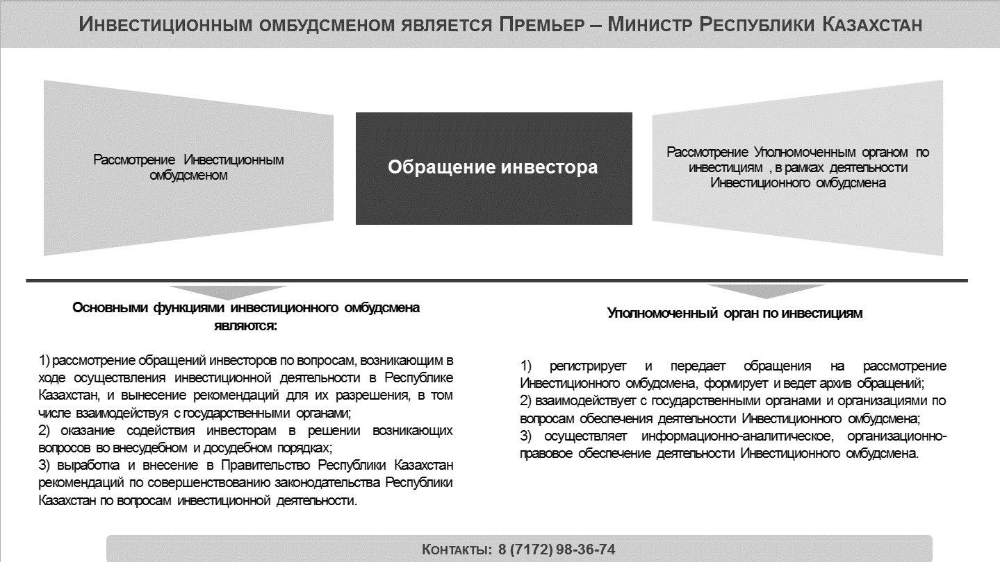 Инвестиционным омбудсменом является Премьер – Министр Республики Казахстан
Рассмотрение Инвестиционным
омбудсменом
Обращение инвестора
Рассмотрение Уполномоченным органом по
инвестициям , в рамках деятельности
Инвестиционного омбудсмена
Основными функциями инвестиционного омбудсмена
являются:
1) рассмотрение обращений инвесторов по вопросам, возникающим в
ходе осуществления инвестиционной деятельности в Республике
Казахстан, и вынесение рекомендаций для их разрешения, в том
числе взаимодействуя с государственными органами;
2) оказание содействия инвесторам в решении возникающих
вопросов во внесудебном и досудебном порядках;
3) выработка и внесение в Правительство Республики Казахстан
рекомендаций по совершенствованию законодательства Республики
Казахстан по вопросам инвестиционной деятельности.
Уполномоченный орган по инвестициям
1) регистрирует и передает обращения на рассмотрение
Инвестиционного омбудсмена, формирует и ведет архив обращений;
2) взаимодействует с государственными органами и организациями по
вопросам обеспечения деятельности Инвестиционного омбудсмена;
3) осуществляет информационно-аналитическое, организационно-
правовое обеспечение деятельности Инвестиционного омбудсмена.
Контакты: 8 (7172) 98-36-74